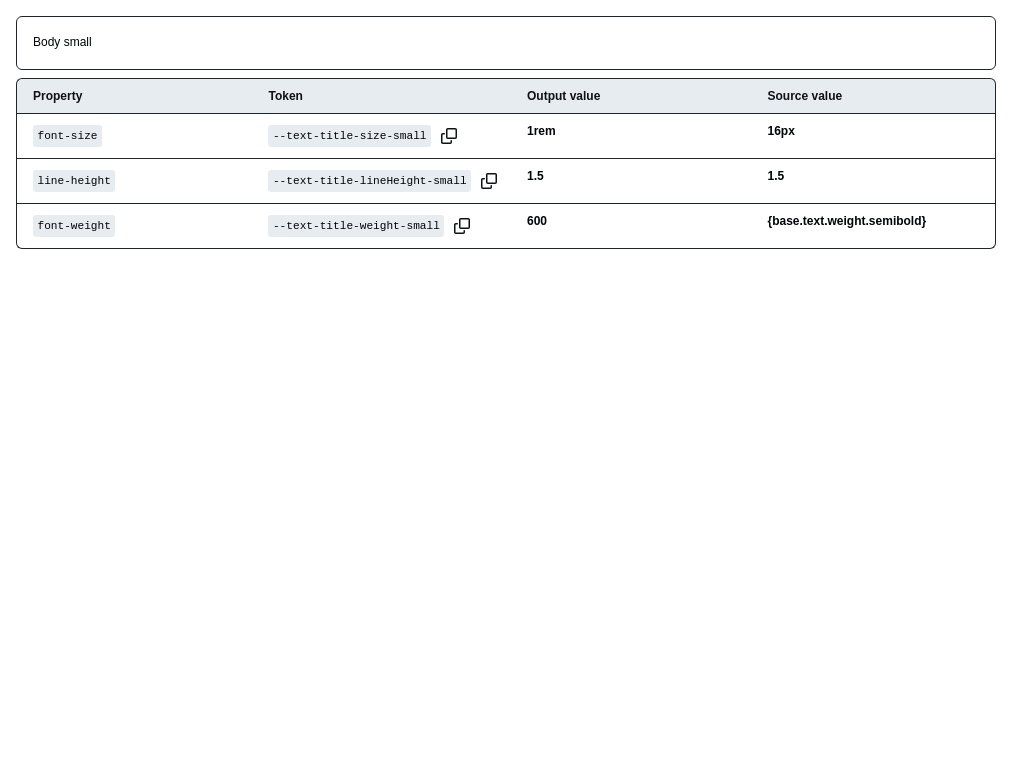 Body small
Property Token Output value Source value
font-size --text-title-size-small 1rem 16px
line-height --text-title-lineHeight-small 1.5 1.5
font-weight --text-title-weight-small 600 {base.text.weight.semibold}